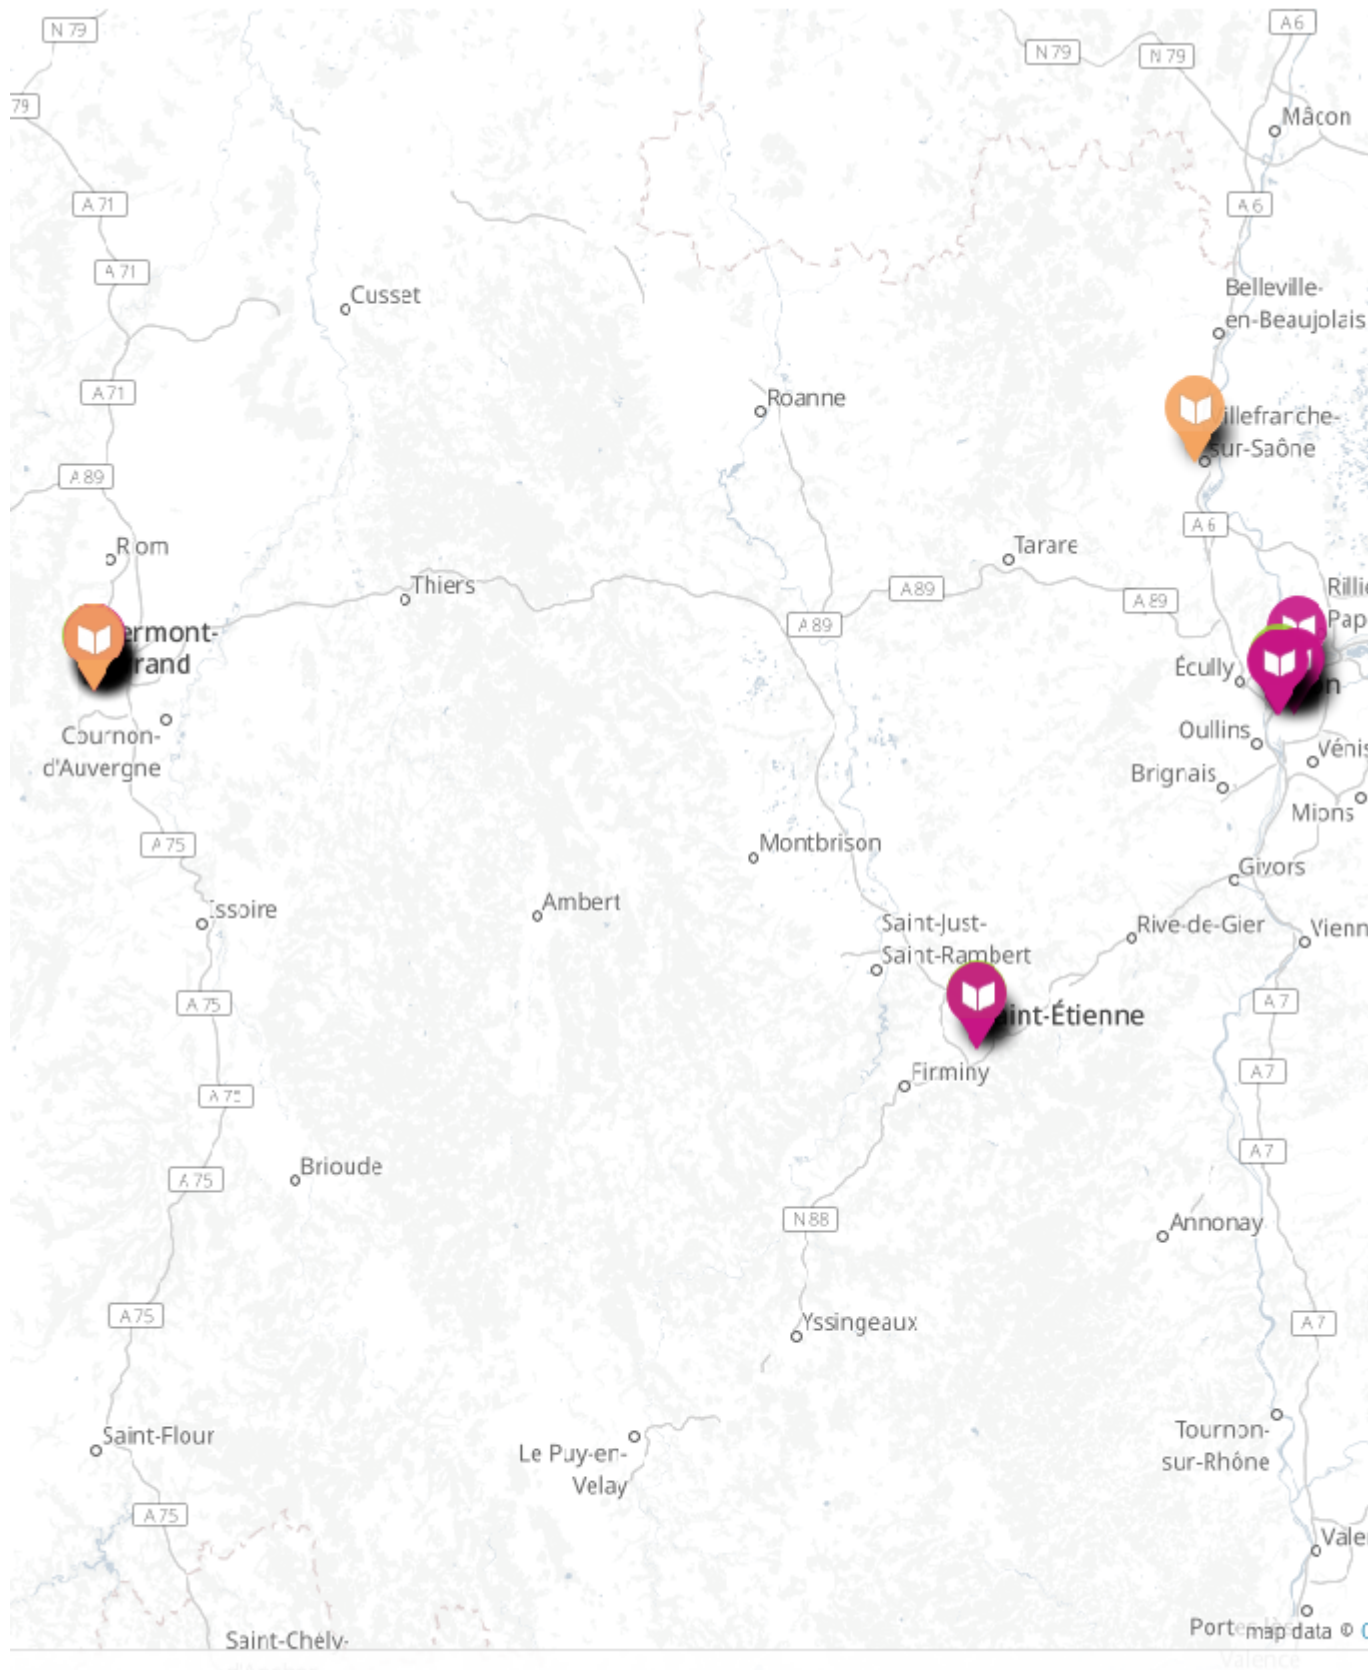 N 79
A 6
N 79
N 79
79
Mâcon
A 71
A 6
A 71
Belleville-
en-Beaujolais
Cusset
A 71
Roanne
illefranche-
sur-Saône
A 89
A 6
Riom
Tarare
Thiers
A 89
A 89
A 89
ermont-
rand
Écully
Oullins
Cournon-
d'Auvergne
Brignais
Mions
A 75
Montbrison
Givors
Issoire
Ambert
Saint-Just-
Saint-Rambert
Rive-de-Gier
A 75
A 7
int-Étienne
Firminy
A 7
A 75
A 7
Brioude
A 75
N 88
Annonay
A 75
Yssingeaux
A 7
Saint-Flour
Le Puy-en-
Velay
Tournon-
sur-Rhône
A 75
Saint-Chély-
map data ©
Valence